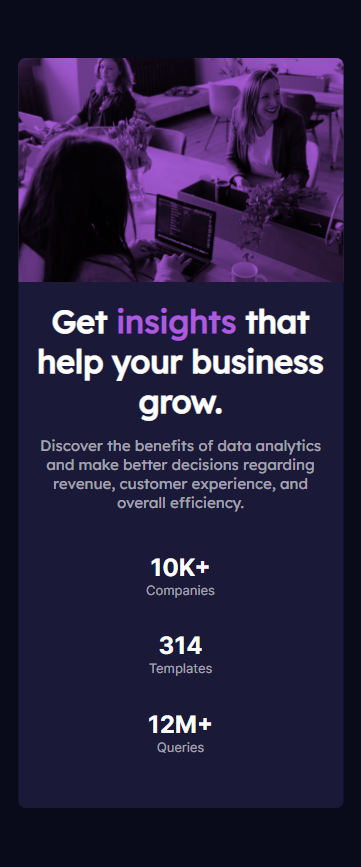 Get insights that
help your business
grow.
Discover the benefits of data analytics
and make better decisions regarding
revenue, customer experience, and
overall efficiency.
10K+
Companies
314
Templates
12M+
Queries